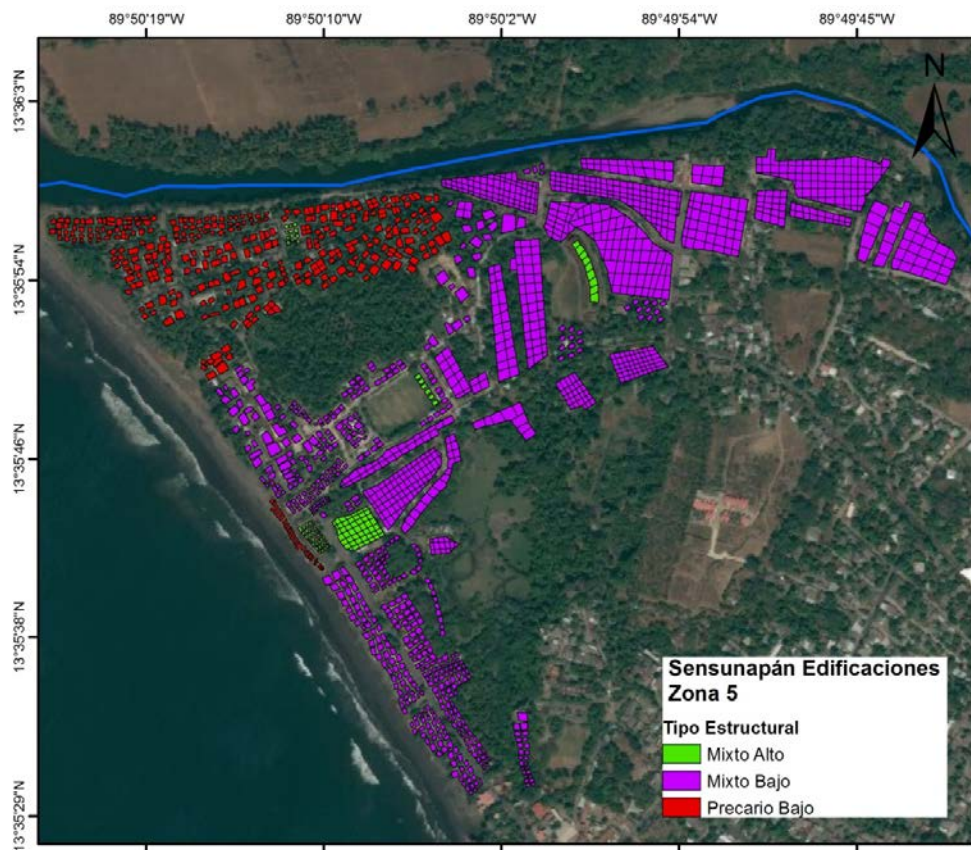 89°50'19"W 89°50'10"W 89°50'2"W 89°49'54"W 89°49'45"W
N
13°36'3"N
13°35'54"N
13°35'46"N
13°35'38"N
13°35'29"N
Sensunapán Edificaciones
Zona 5
Tipo Estructural
Mixto Alto
Mixto Bajo
Precario Bajo